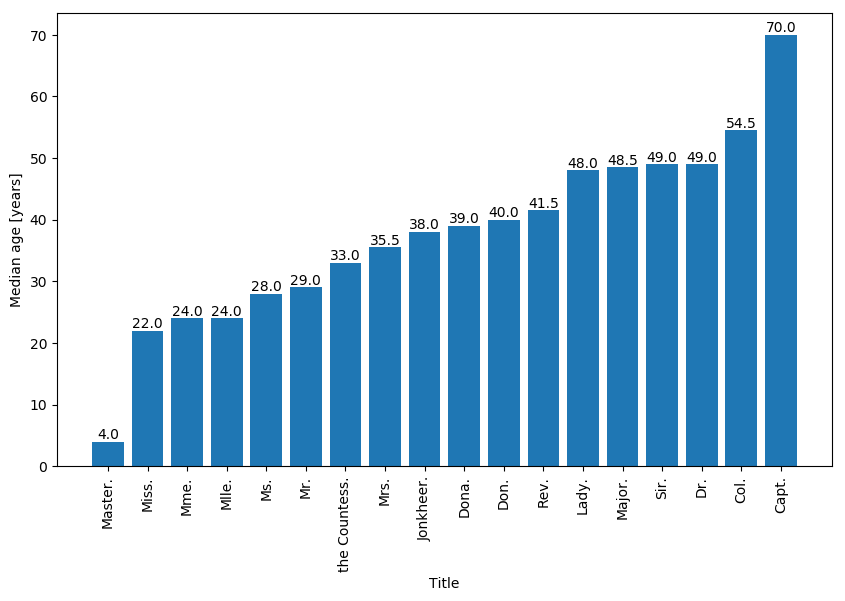 70.0
54.5
48.0 48.5 49.0 49.0
38.0 39.0 40.0 41.5
33.0 35.5
28.0 29.0
22.0 24.0 24.0
4.0
70
60
50
40
30
20
10
0
Median age [years]
Master.
Miss.
Mme.
Mlle.
Ms.
Mr.
the Countess.
Mrs.
Jonkheer.
Dona.
Don.
Rev.
Lady.
Major.
Sir.
Dr.
Col.
Capt.
Title